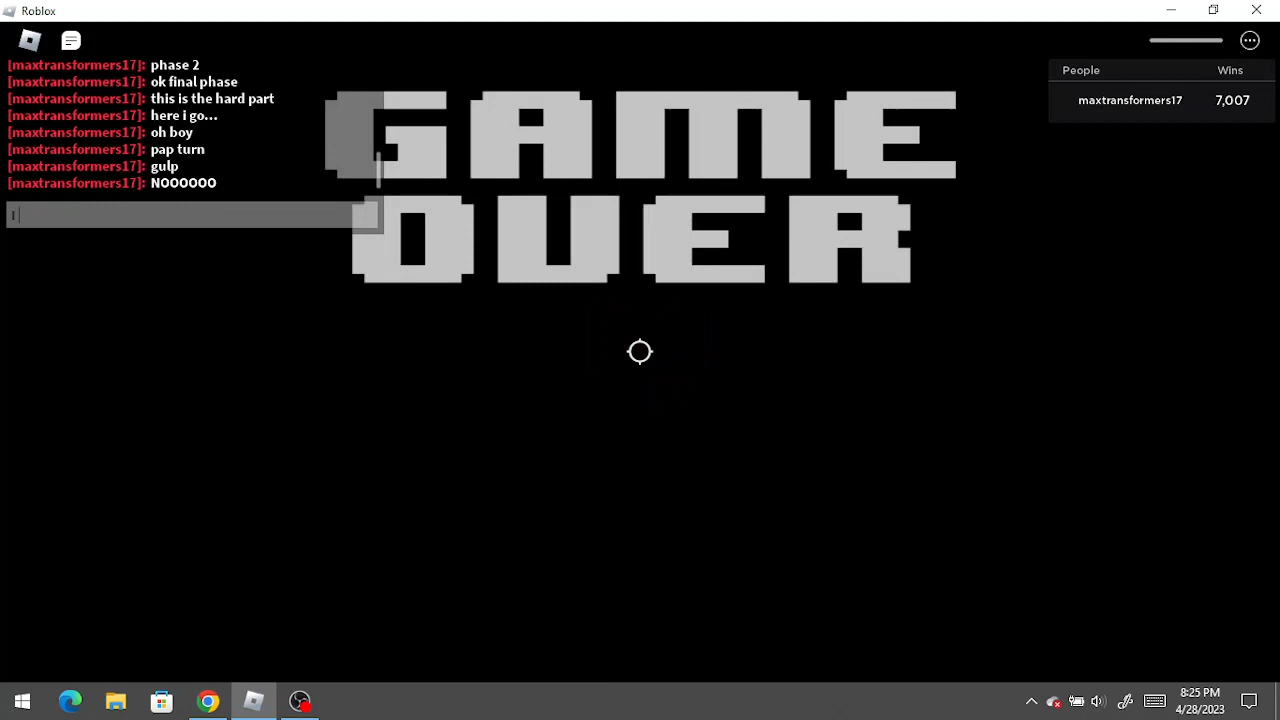 Roblox
[maxtransformers17]: phase 2
[maxtransformers17]: ok final phase
[maxtransformers17]: this is the hard part
[maxtransformers17]: here i go...
[maxtransformers17]: oh boy
[maxtransformers17]: pap turn
[maxtransformers17]: gulp
[maxtransformers17]: NOOOOOO
I
People Wins
maxtransformers17 7,007
GAME
OVER
8:25 PM
4/28/2023